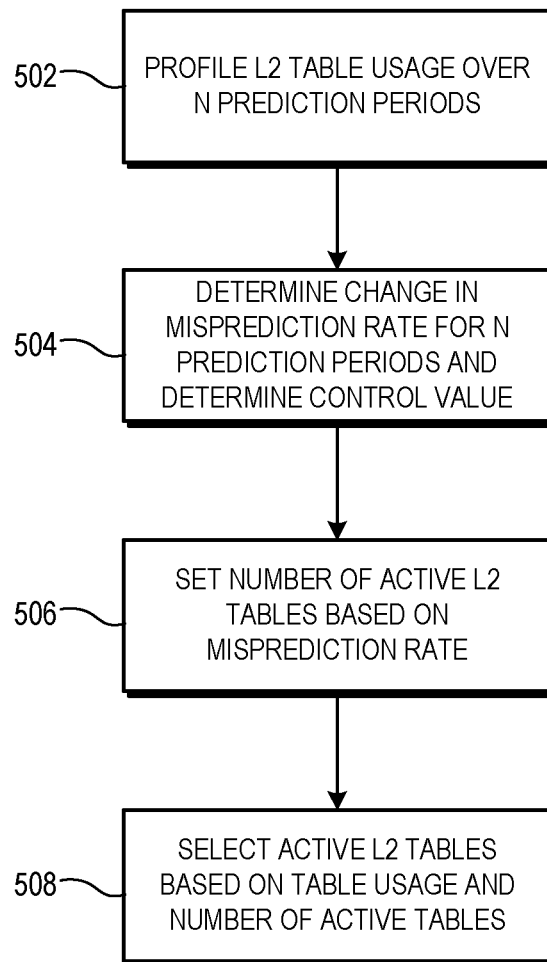 502
PROFILE L2 TABLE USAGE OVER
N PREDICTION PERIODS
504
DETERMINE CHANGE IN
MISPREDICTION RATE FOR N
PREDICTION PERIODS AND
DETERMINE CONTROL VALUE
506
SET NUMBER OF ACTIVE L2
TABLES BASED ON
MISPREDICTION RATE
508
SELECT ACTIVE L2 TABLES
BASED ON TABLE USAGE AND
NUMBER OF ACTIVE TABLES